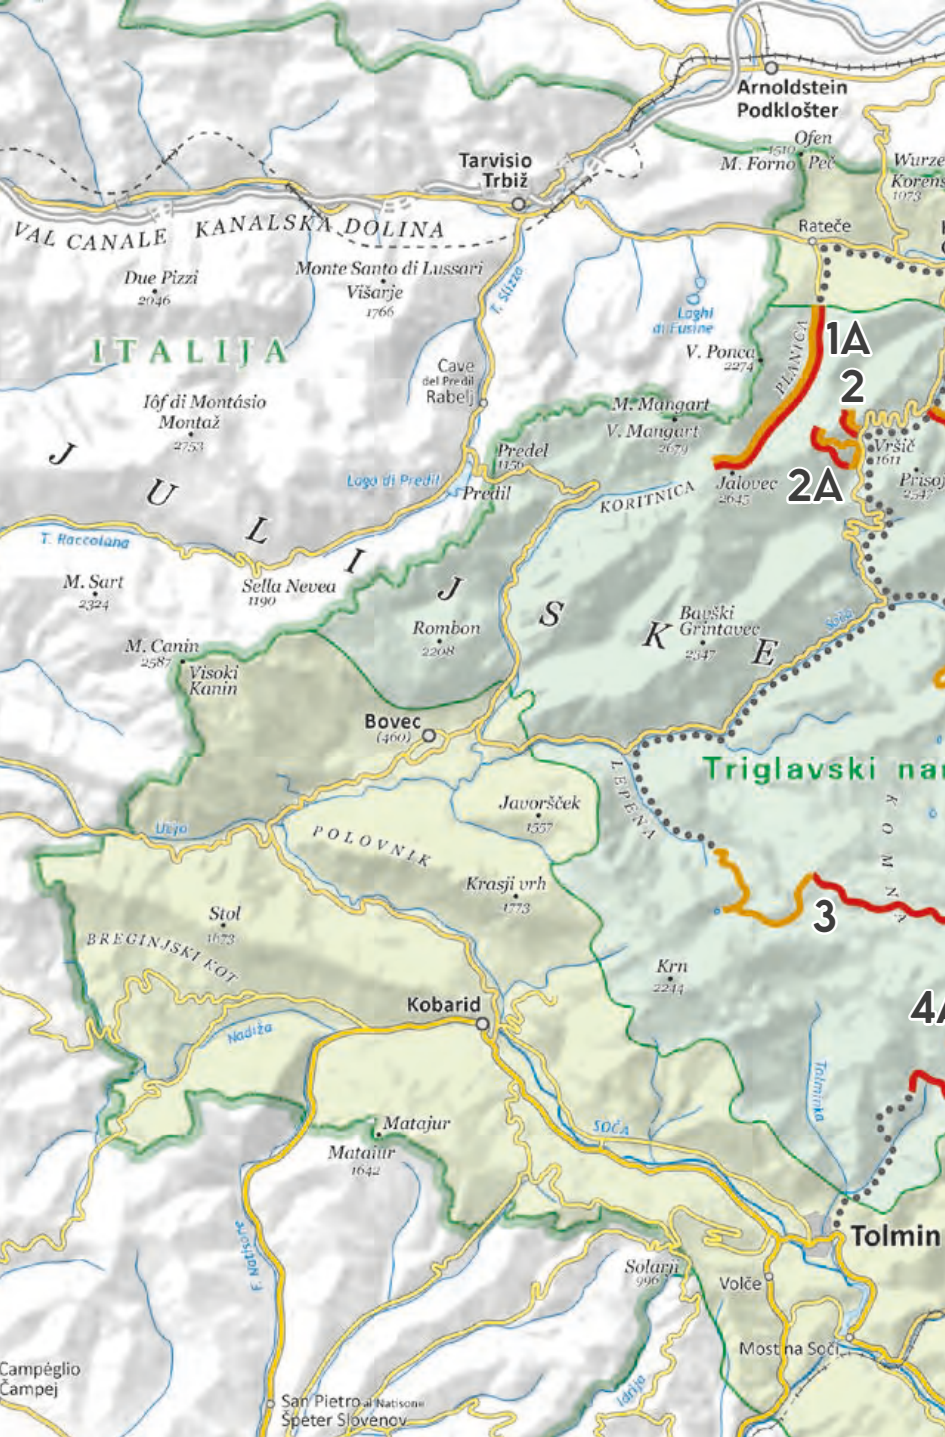 Arnoldstein
Podklošter
Ofen
1510
M. Forno Peč
Wurze
Korens
1073
Tarvisio
Trbiž
VAL CANALE KANALSKA DOLINA
Rateče
Due Pizzi
2046
Monte Santo di Lussari
Višarje
1766
T. Slizza
Laghi
di Fusine
PLANICA
1A
ITALIJA
V. Ponca
2274
Cave
del Predil
Rabelj
2
Iôf di Montásio
Montaž
2753
M. Mangart
V. Mangart
2679
Predel
1156
Vršič
1611
Lago di Predil
Predil
KORITNICA
Jalovec
2645
2A
Prisoj
2547
JULIJSKE
T. Raccolana
Sella Nevea
1190
M. Sart
2324
Rombon
2208
Bavški
Grintavec
2347
Soča
M. Canin
2587
Visoki
Kanin
Bovec
(460)
Triglavski nar
LEPENA
KOMNA
Javoršček
1557
Učja
POLOVNIK
Krasji vrh
1773
3
Stol
1673
BREGINJSKI KOT
Krn
2244
Kobarid
4A
Nadiža
Tolminka
Matajur
Mataiur
1642
SOČA
F. Natisone
Tolmin
Solarji
996
Volče
Most na Soči
Campéglio
Čampej
Idrija
San Pietro al Natisone
Špeter Slovenov